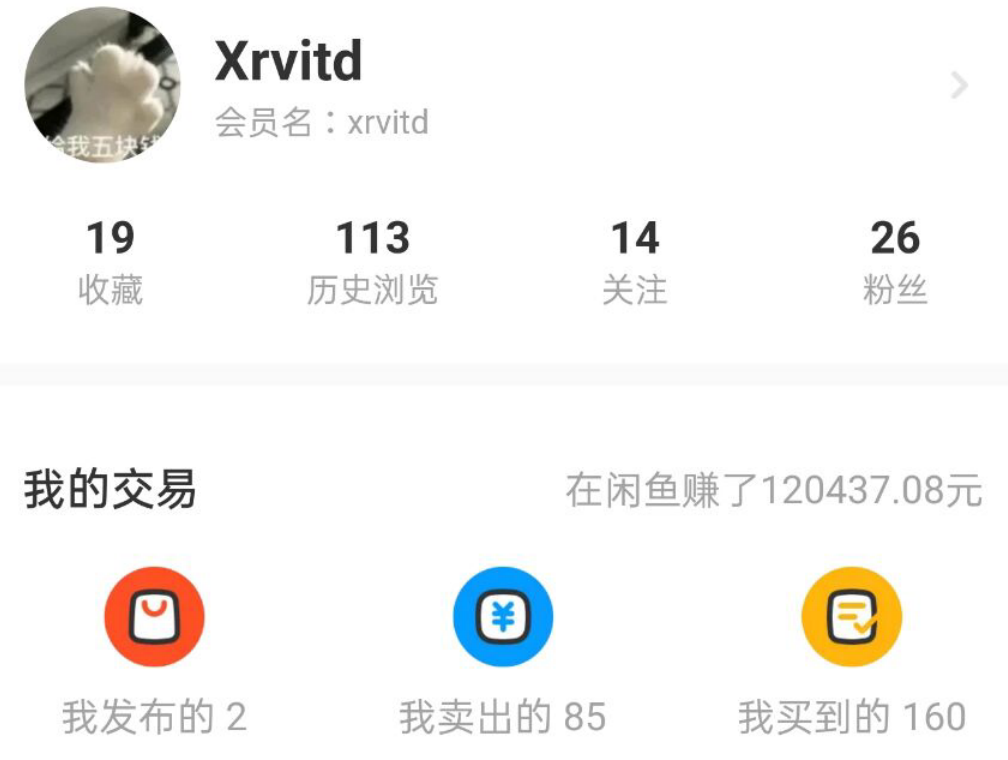 Xrvitd
会员名：xrvitd
给我五块钱
19 113 14 26
收藏 历史浏览 关注 粉丝
我的交易 在闲鱼赚了120437.08元
我发布的 2 我卖出的 85 我买到的 160